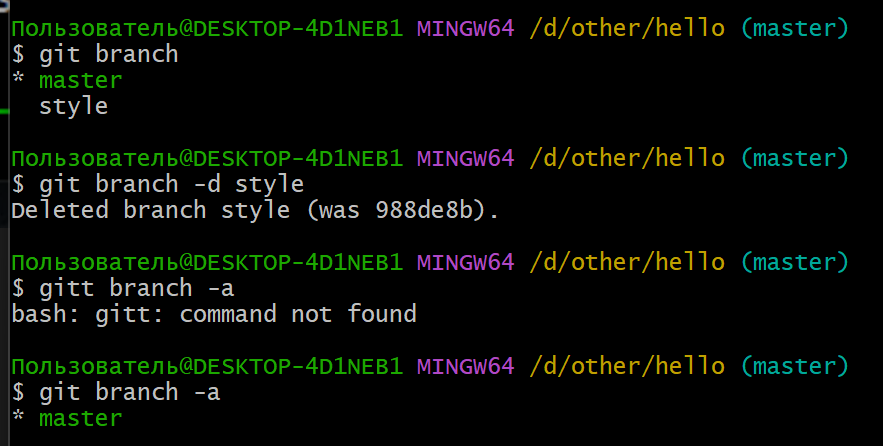 Пользователь@DESKTOP-4D1NEB1 MINGW64 /d/other/hello (master)
$ git branch
* master
  style
Пользователь@DESKTOP-4D1NEB1 MINGW64 /d/other/hello (master)
$ git branch -d style
Deleted branch style (was 988de8b).
Пользователь@DESKTOP-4D1NEB1 MINGW64 /d/other/hello (master)
$ gitt branch -a
bash: gitt: command not found
Пользователь@DESKTOP-4D1NEB1 MINGW64 /d/other/hello (master)
$ git branch -a
* master